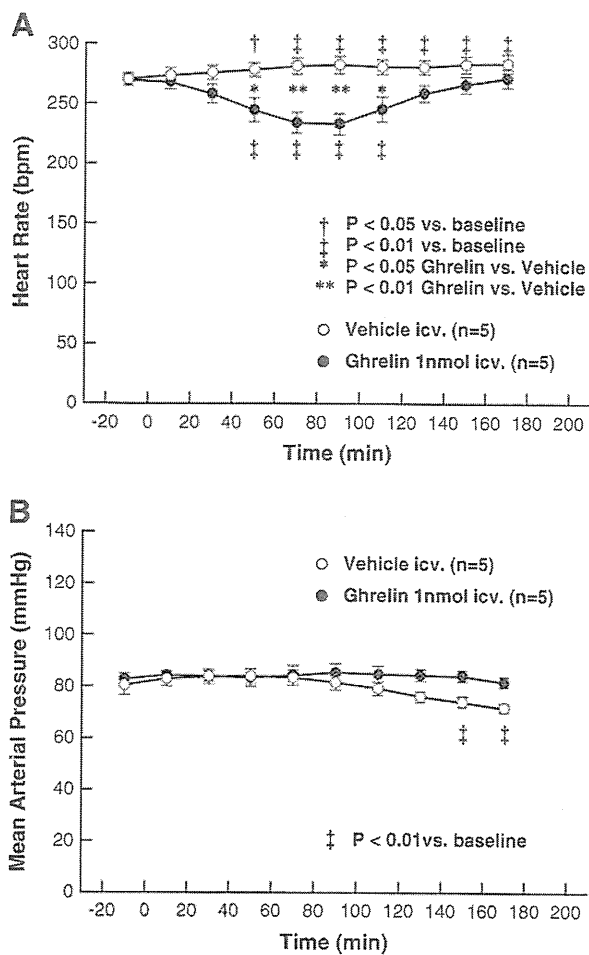 A
300
250
200
150
100
50
0
Heart Rate (bpm)
† ‡ ‡ ‡ ‡ ‡ ‡
* ** ** *
‡ ‡ ‡ ‡
† P < 0.05 vs. baseline
‡ P < 0.01 vs. baseline
* P < 0.05 Ghrelin vs. Vehicle
** P < 0.01 Ghrelin vs. Vehicle
Vehicle icv. (n=5)
Ghrelin 1nmol icv. (n=5)
-20 0 20 40 60 80 100 120 140 160 180 200
Time (min)
B
140
120
100
80
60
40
20
0
Mean Arterial Pressure (mmHg)
Vehicle icv. (n=5)
Ghrelin 1nmol icv. (n=5)
‡ ‡
‡ P < 0.01vs. baseline
-20 0 20 40 60 80 100 120 140 160 180 200
Time (min)